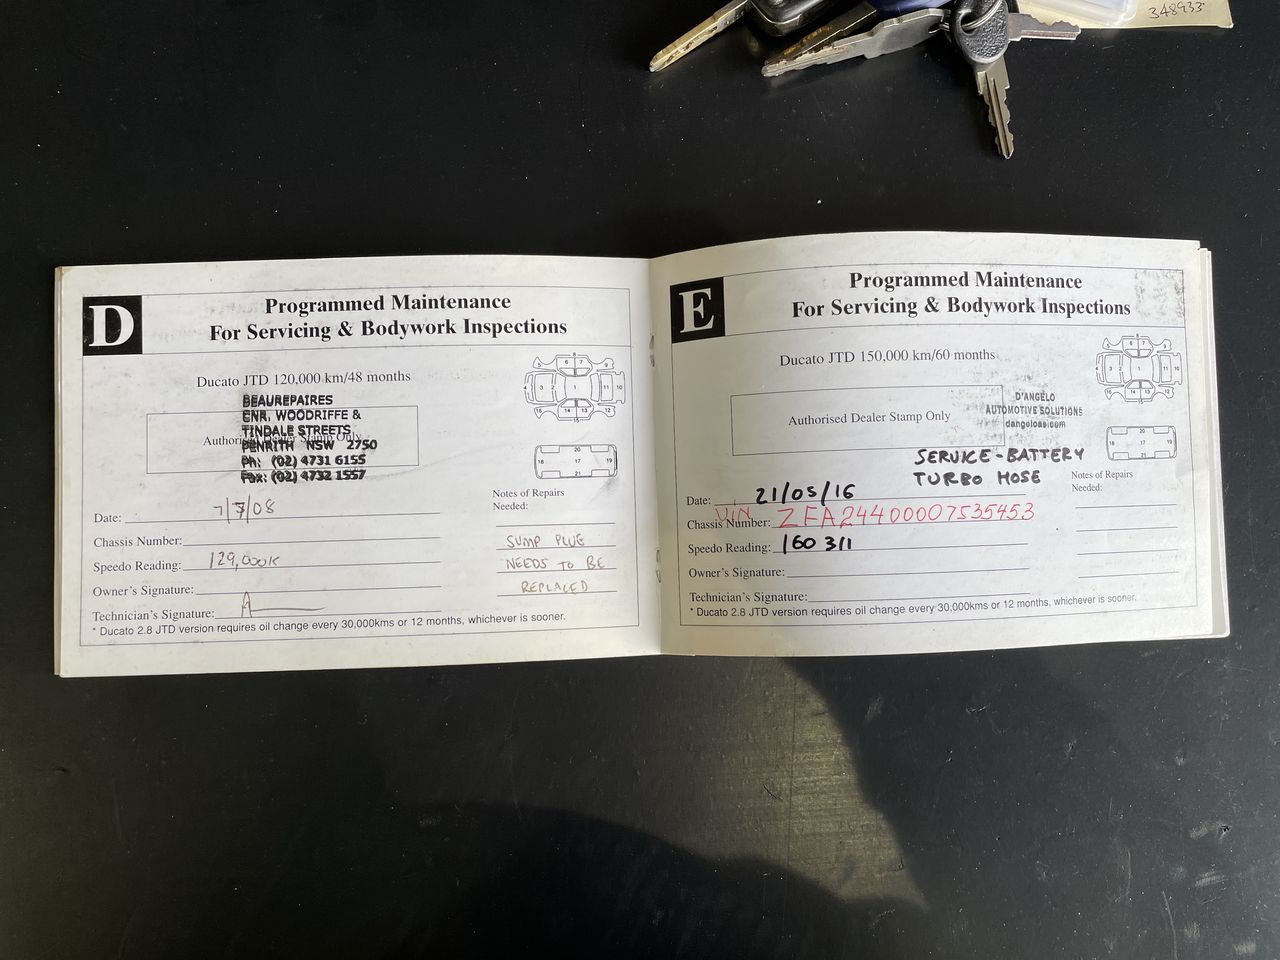 348933
D
Programmed Maintenance
For Servicing & Bodywork Inspections
Ducato JTD 120,000 km/48 months
BEAUREPAIRES
CNR. WOODRIFFE &
TINDALE STREETS
PENRITH NSW 2750
Ph: (02) 4731 6155
Fax: (02) 4732 1557
Authorised Dealer Stamp Only
Date: 7/7/08
Chassis Number:
Speedo Reading: 129,000K
Owner's Signature:
Technician's Signature:
* Ducato 2.8 JTD version requires oil change every 30,000kms or 12 months, whichever is sooner.
Notes of Repairs
Needed:
SUMP PLUG
NEEDS TO BE
REPLACED
E
Programmed Maintenance
For Servicing & Bodywork Inspections
Ducato JTD 150,000 km/60 months
Authorised Dealer Stamp Only
D'ANGELO
AUTOMOTIVE SOLUTIONS
dangeloas.com
SERVICE - BATTERY
TURBO HOSE
Date: 21/05/16
VIN
Chassis Number: ZFA24400007535453
Speedo Reading: 160 311
Owner's Signature:
Technician's Signature:
* Ducato 2.8 JTD version requires oil change every 30,000kms or 12 months, whichever is sooner.
Notes of Repairs
Needed: